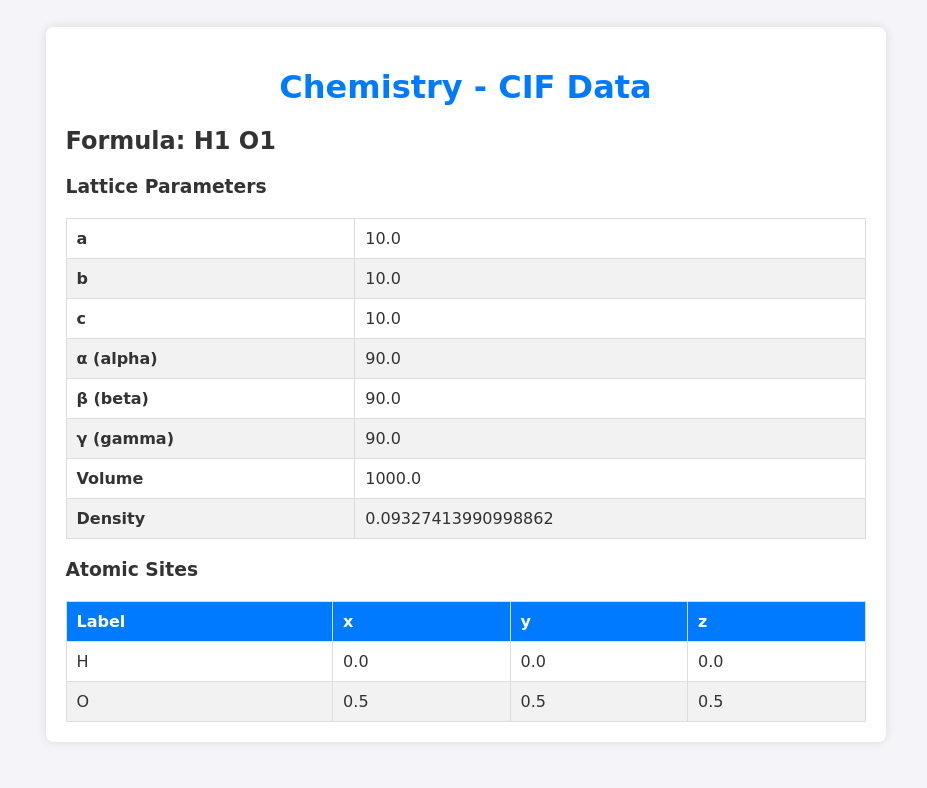 Chemistry - CIF Data
Formula: H1 O1
Lattice Parameters
a 10.0
b 10.0
c 10.0
α (alpha) 90.0
β (beta) 90.0
γ (gamma) 90.0
Volume 1000.0
Density 0.09327413990998862
Atomic Sites
Label x y z
H 0.0 0.0 0.0
O 0.5 0.5 0.5